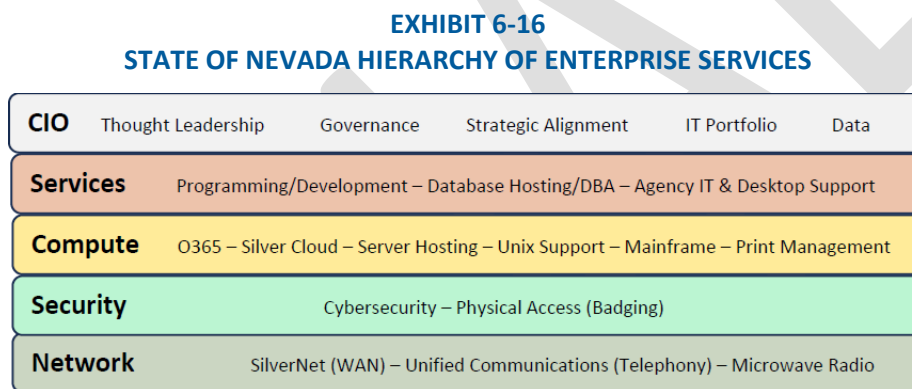 EXHIBIT 6-16
STATE OF NEVADA HIERARCHY OF ENTERPRISE SERVICES
CIO Thought Leadership Governance Strategic Alignment IT Portfolio Data
Services Programming/Development – Database Hosting/DBA – Agency IT & Desktop Support
Compute O365 – Silver Cloud – Server Hosting – Unix Support – Mainframe – Print Management
Security Cybersecurity – Physical Access (Badging)
Network SilverNet (WAN) – Unified Communications (Telephony) – Microwave Radio